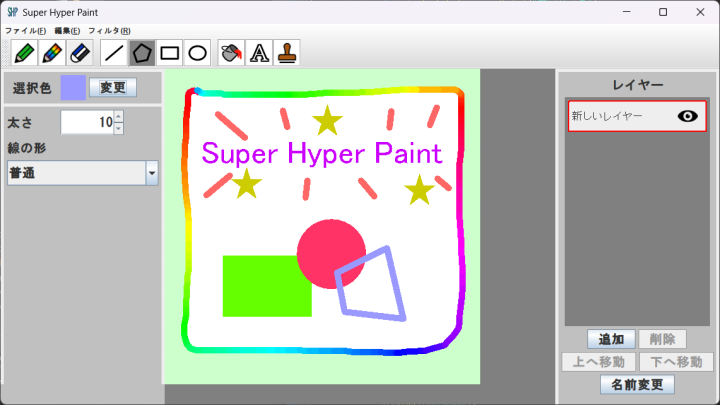 SHP Super Hyper Paint
ファイル(F) 編集(E) フィルタ(R)
A
選択色 変更
太さ 10
線の形
普通
Super Hyper Paint
レイヤー
新しいレイヤー
追加 削除
上へ移動 下へ移動
名前変更